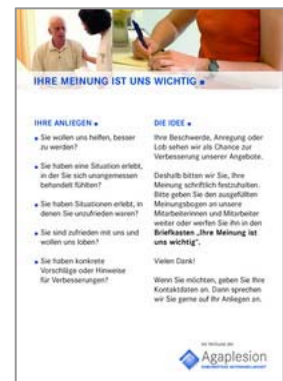 IHRE MEINUNG IST UNS WICHTIG
IHRE ANLIEGEN
Sie wollen uns helfen, besser
zu werden?
Sie haben eine Situation erlebt,
in der Sie sich unangemessen
behandelt fühlten?
Sie haben Situationen erlebt, in
denen Sie unzufrieden waren?
Sie sind zufrieden mit uns und
wollen uns loben?
Sie haben konkrete
Vorschläge oder Hinweise
für Verbesserungen?
DIE IDEE
Ihre Beschwerde, Anregung oder
Lob sehen wir als Chance zur
Verbesserung unserer Angebote.
Deshalb bitten wir Sie, Ihre
Meinung schriftlich festzuhalten.
Bitte geben Sie den ausgefüllten
Meinungsbogen an unsere
Mitarbeiterinnen und Mitarbeiter
weiter oder werfen Sie ihn in den
Briefkasten „Ihre Meinung ist
uns wichtig".
Vielen Dank!
Wenn Sie möchten, geben Sie Ihre
Kontaktdaten an. Dann sprechen
wir Sie gerne auf Ihr Anliegen an.
Agaplesion